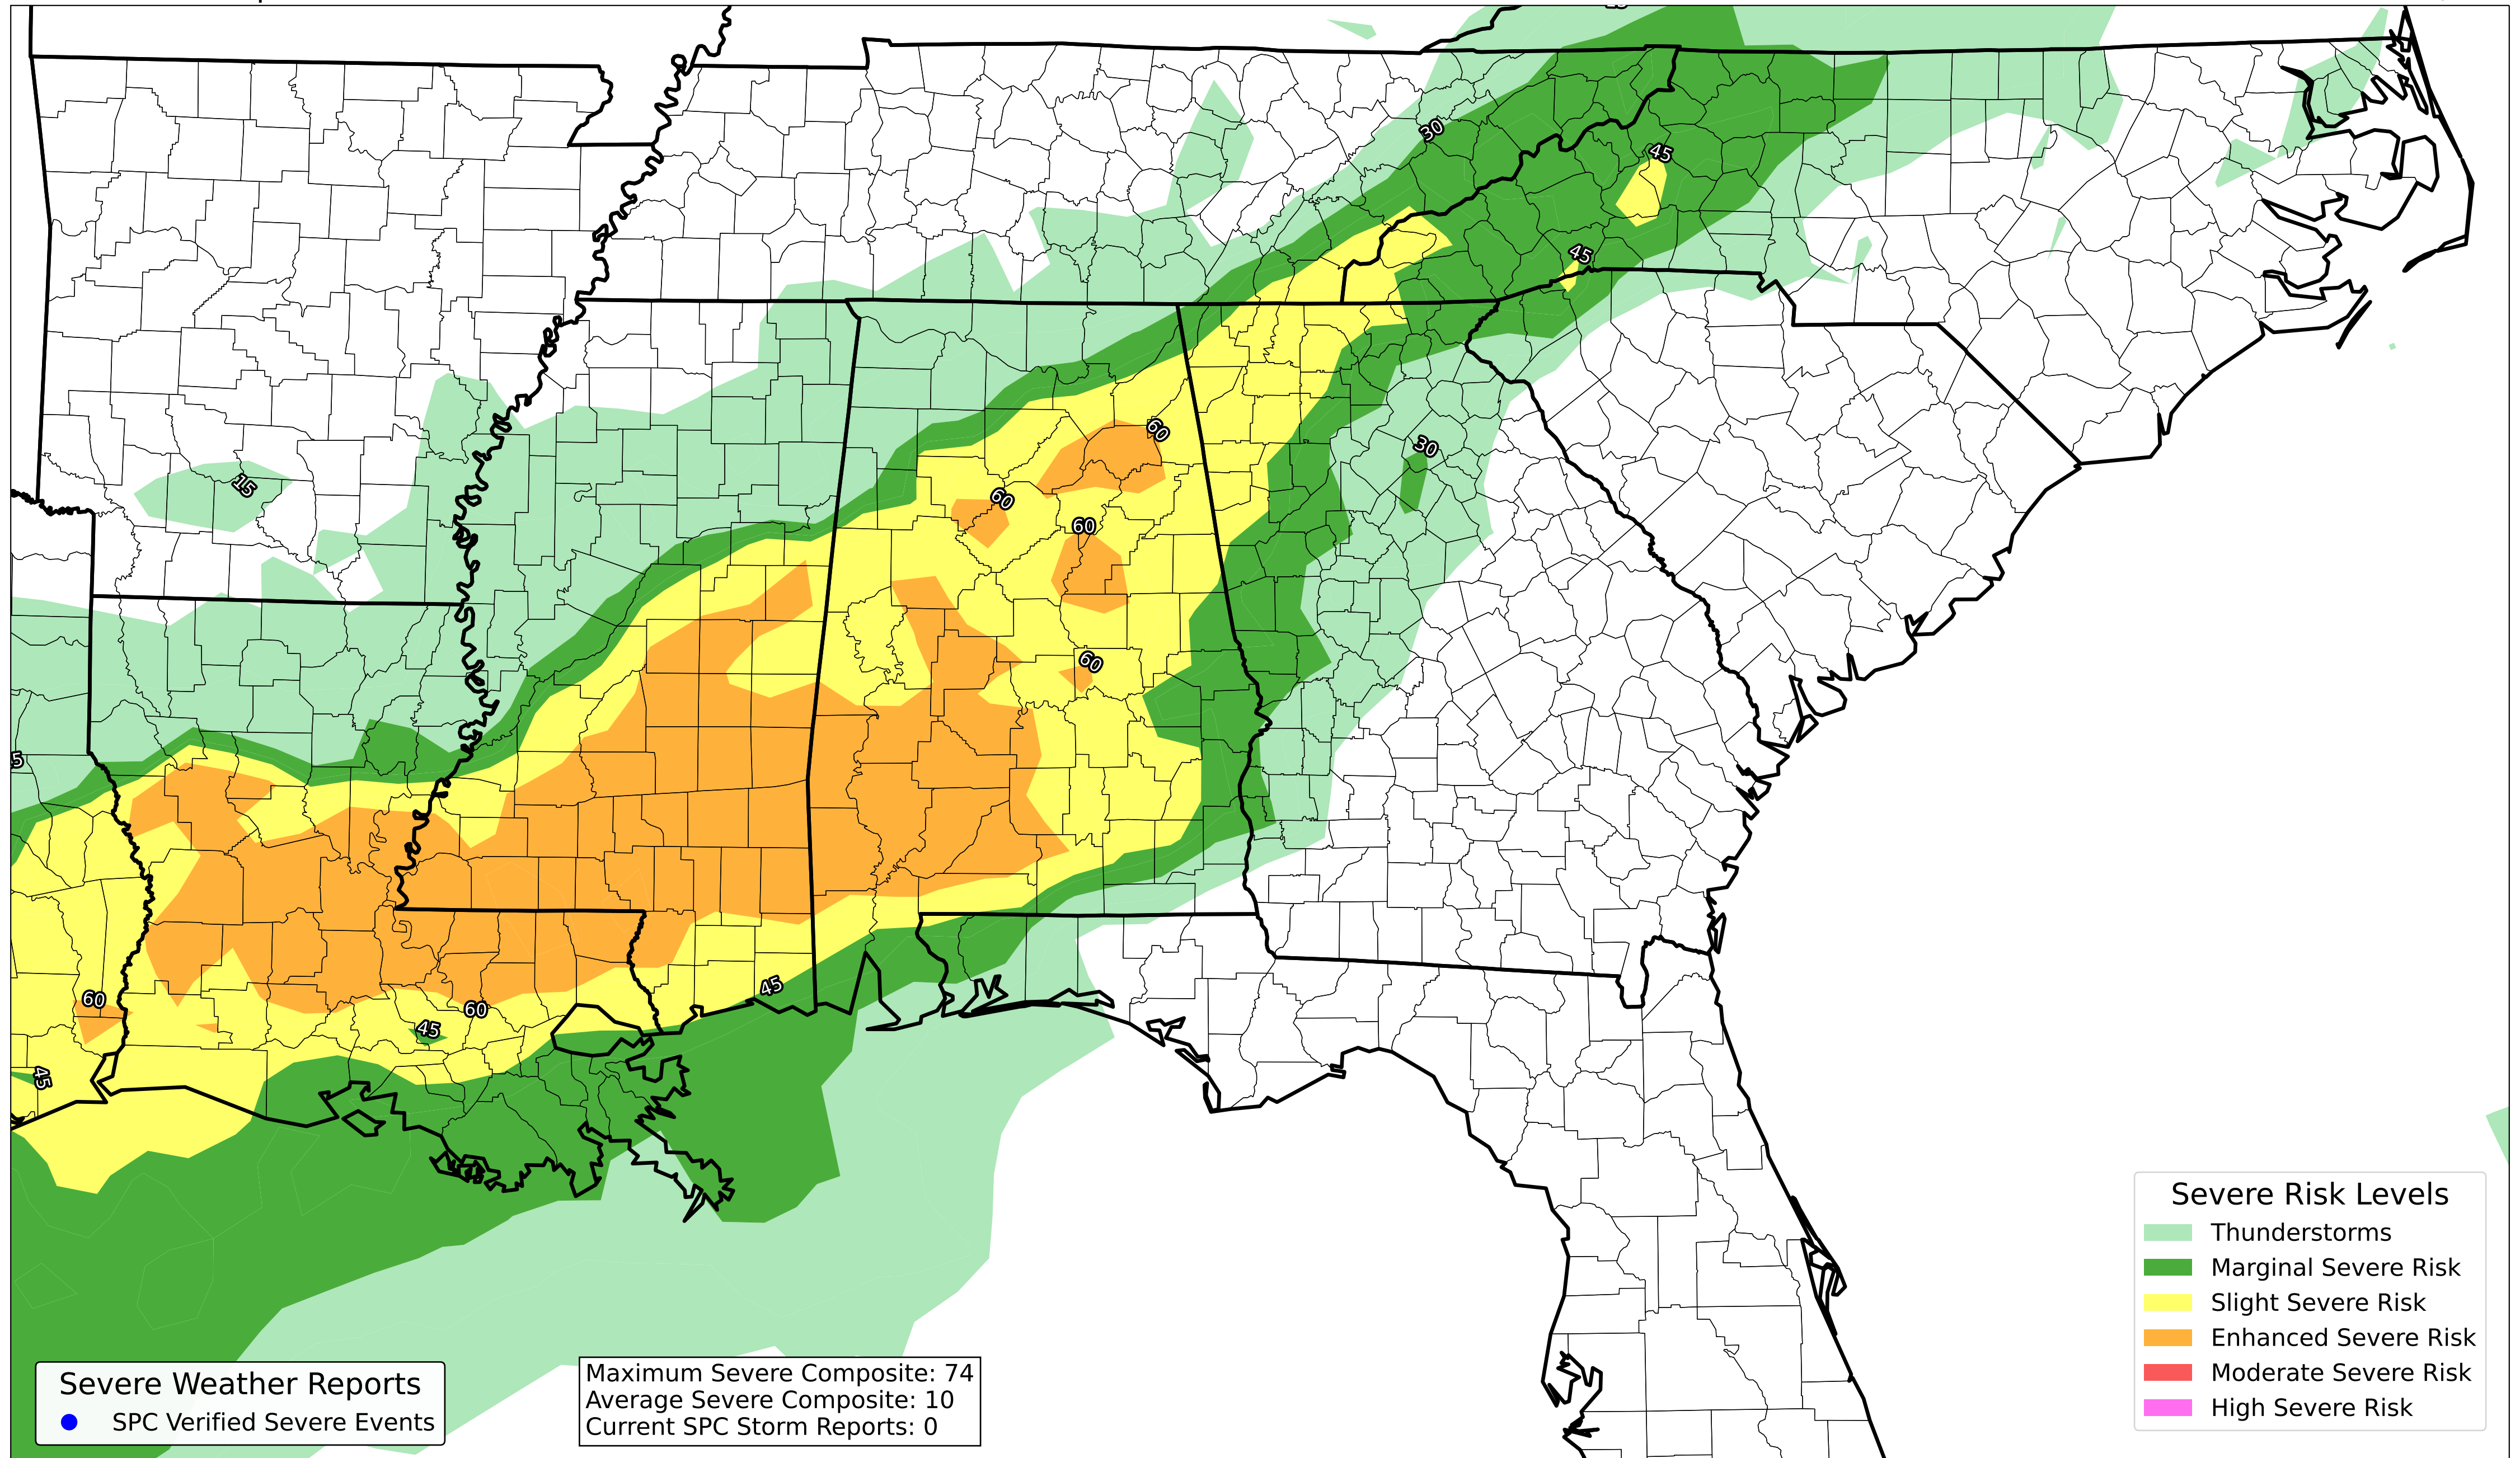 30
45
45
60
30
15
60
60
60
5
60
60
45
45
45
Severe Risk Levels
Thunderstorms
Marginal Severe Risk
Slight Severe Risk
Enhanced Severe Risk
Moderate Severe Risk
High Severe Risk
Severe Weather Reports
SPC Verified Severe Events
Maximum Severe Composite: 74
Average Severe Composite: 10
Current SPC Storm Reports: 0